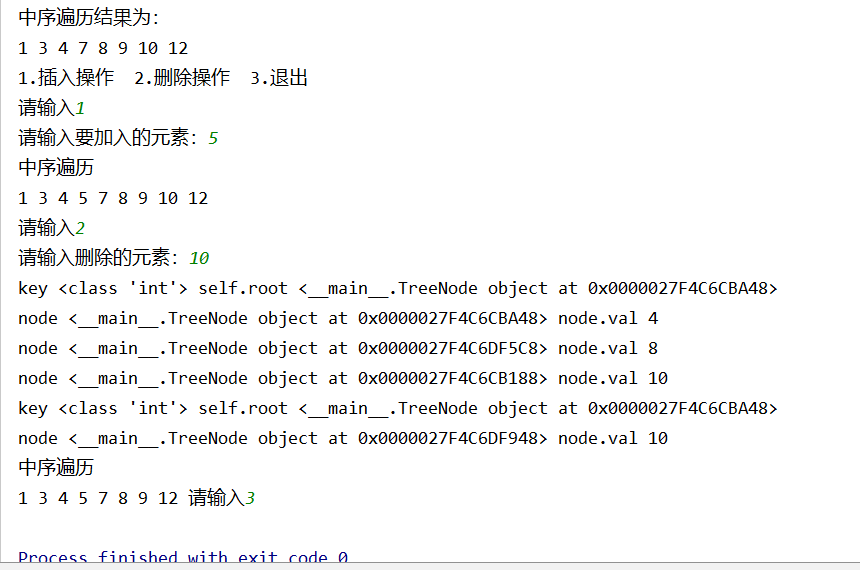 中序遍历结果为：
1 3 4 7 8 9 10 12
1.插入操作  2.删除操作  3.退出
请输入1
请输入要加入的元素：5
中序遍历
1 3 4 5 7 8 9 10 12
请输入2
请输入删除的元素：10
key <class 'int'> self.root <__main__.TreeNode object at 0x0000027F4C6CBA48>
node <__main__.TreeNode object at 0x0000027F4C6CBA48> node.val 4
node <__main__.TreeNode object at 0x0000027F4C6DF5C8> node.val 8
node <__main__.TreeNode object at 0x0000027F4C6CB188> node.val 10
key <class 'int'> self.root <__main__.TreeNode object at 0x0000027F4C6CBA48>
node <__main__.TreeNode object at 0x0000027F4C6DF948> node.val 10
中序遍历
1 3 4 5 7 8 9 12 请输入3
Process finished with exit code 0